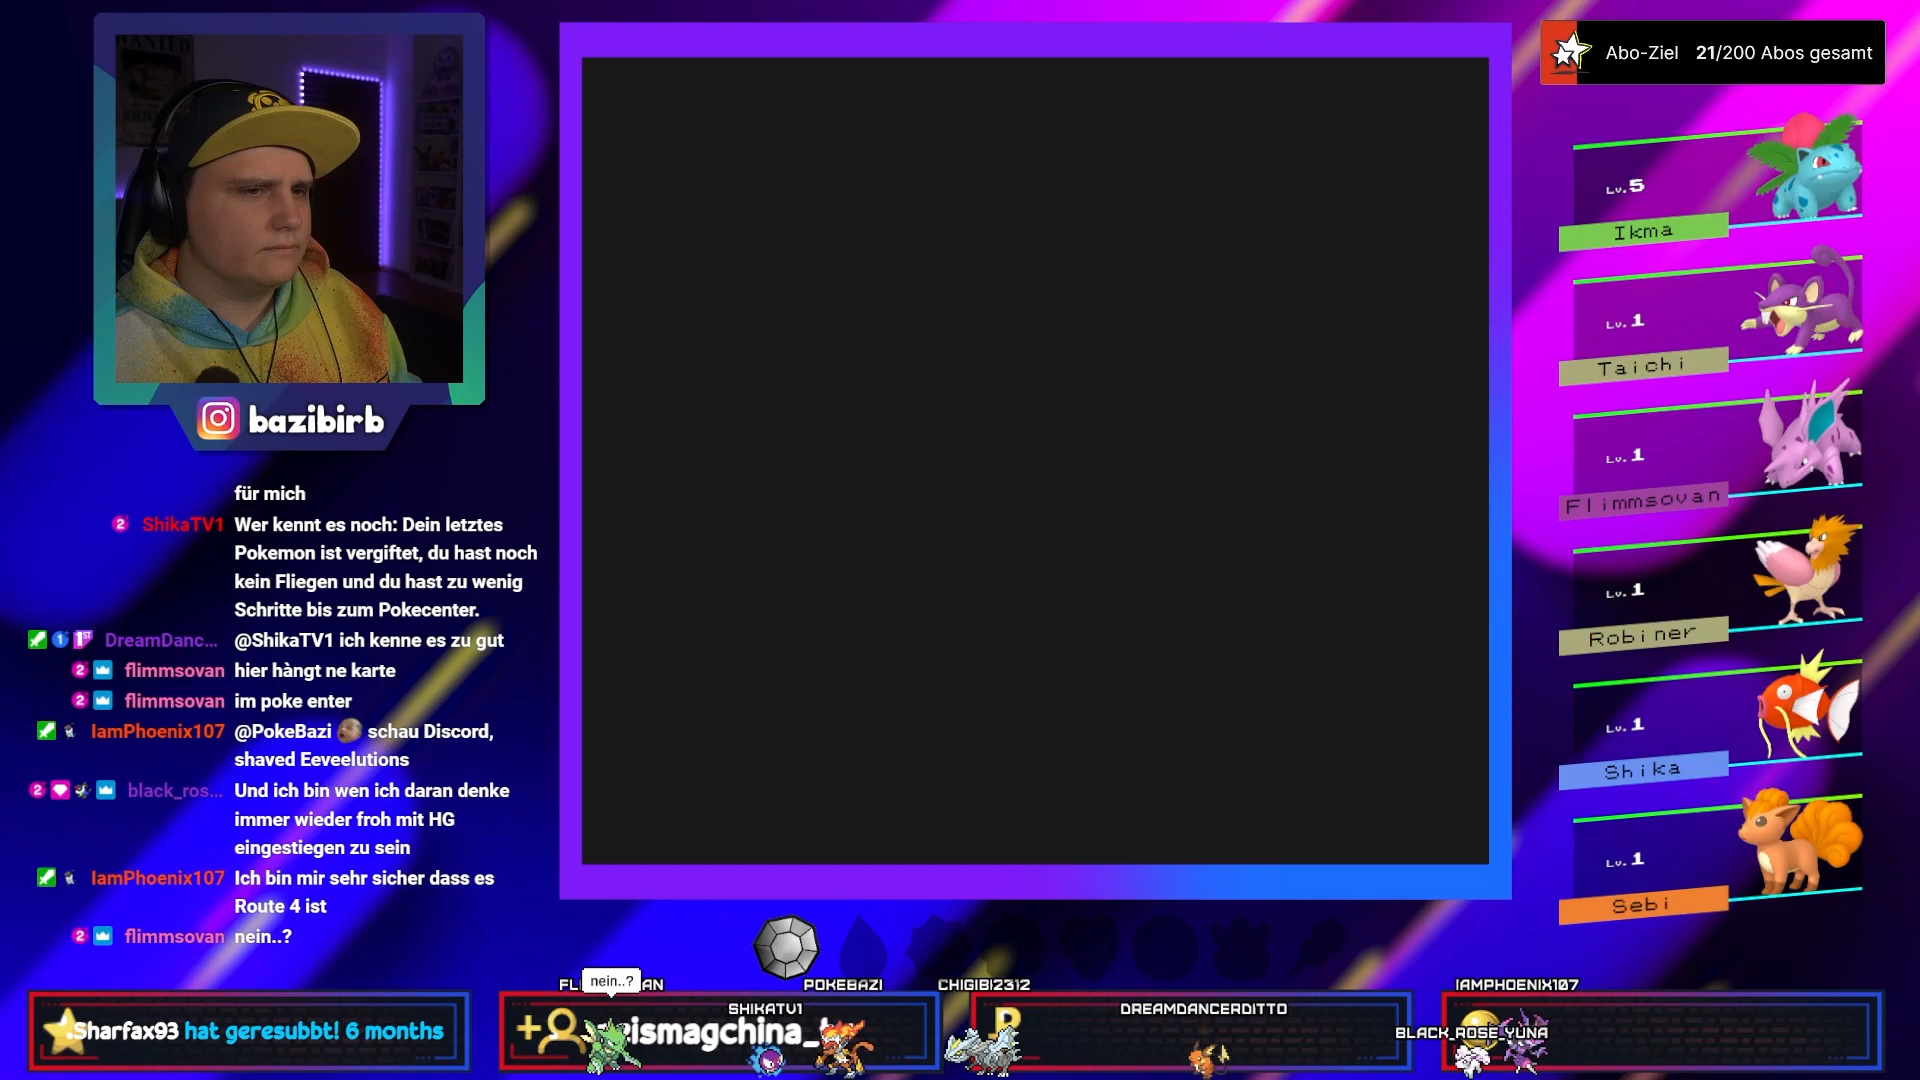 Abo-Ziel 21/200 Abos gesamt
bazibirb
für mich
ShikaTV1 Wer kennt es noch: Dein letztes
Pokemon ist vergiftet, du hast noch
kein Fliegen und du hast zu wenig
Schritte bis zum Pokecenter.
DreamDanc... @ShikaTV1 ich kenne es zu gut
flimmsovan hier hàngt ne karte
flimmsovan im poke enter
IamPhoenix107 @PokeBazi schau Discord,
shaved Eeveelutions
black_ros... Und ich bin wen ich daran denke
immer wieder froh mit HG
eingestiegen zu sein
IamPhoenix107 Ich bin mir sehr sicher dass es
Route 4 ist
flimmsovan nein..?
Lv. 5
Ikma
Lv. 1
Taichi
Lv. 1
Flimmsovan
Lv. 1
Robiner
Lv. 1
Shika
Lv. 1
Sebi
nein..?
POKEBAZI
CHIGIBI2312
IAMPHOENIX107
SHIKATV1
DREAMDANCERDITTO
BLACK_ROSE_YUNA
.Sharfax93 hat geresubbt! 6 months